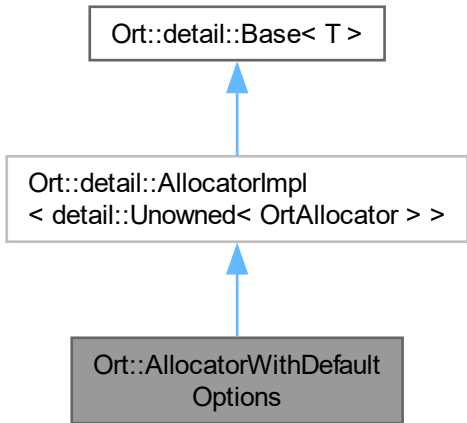 Ort::detail::Base< T >
Ort::detail::AllocatorImpl
< detail::Unowned< OrtAllocator > >
Ort::AllocatorWithDefault
Options